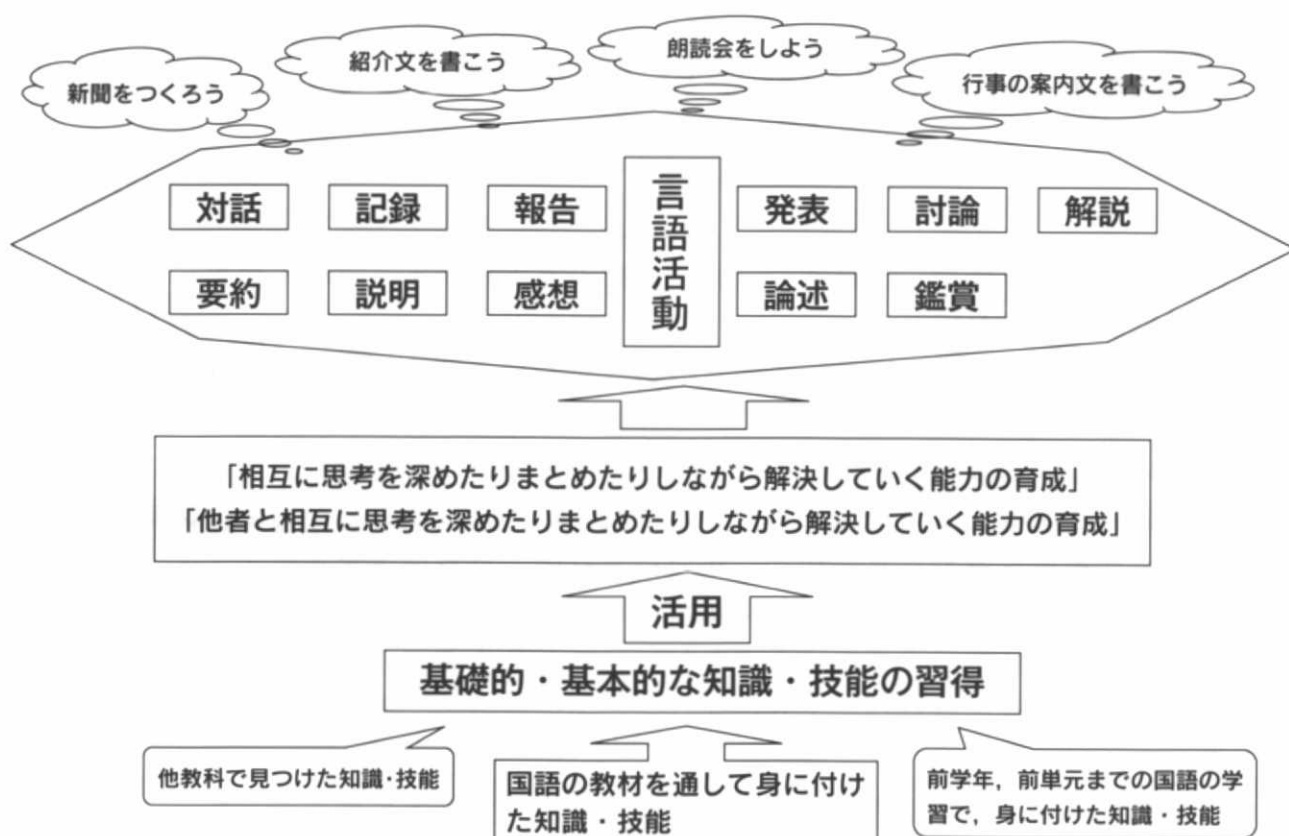 新聞をつくろう
紹介文を書こう
朗読会をしよう
行事の案内文を書こう
対話
記録
報告
言語活動
発表
討論
解説
要約
説明
感想
論述
鑑賞
「相互に思考を深めたりまとめたりしながら解決していく能力の育成」
「他者と相互に思考を深めたりまとめたりしながら解決していく能力の育成」
活用
基礎的・基本的な知識・技能の習得
他教科で見つけた知識・技能
国語の教材を通して身に付け
た知識・技能
前学年，前単元までの国語の学
習で，身に付けた知識・技能